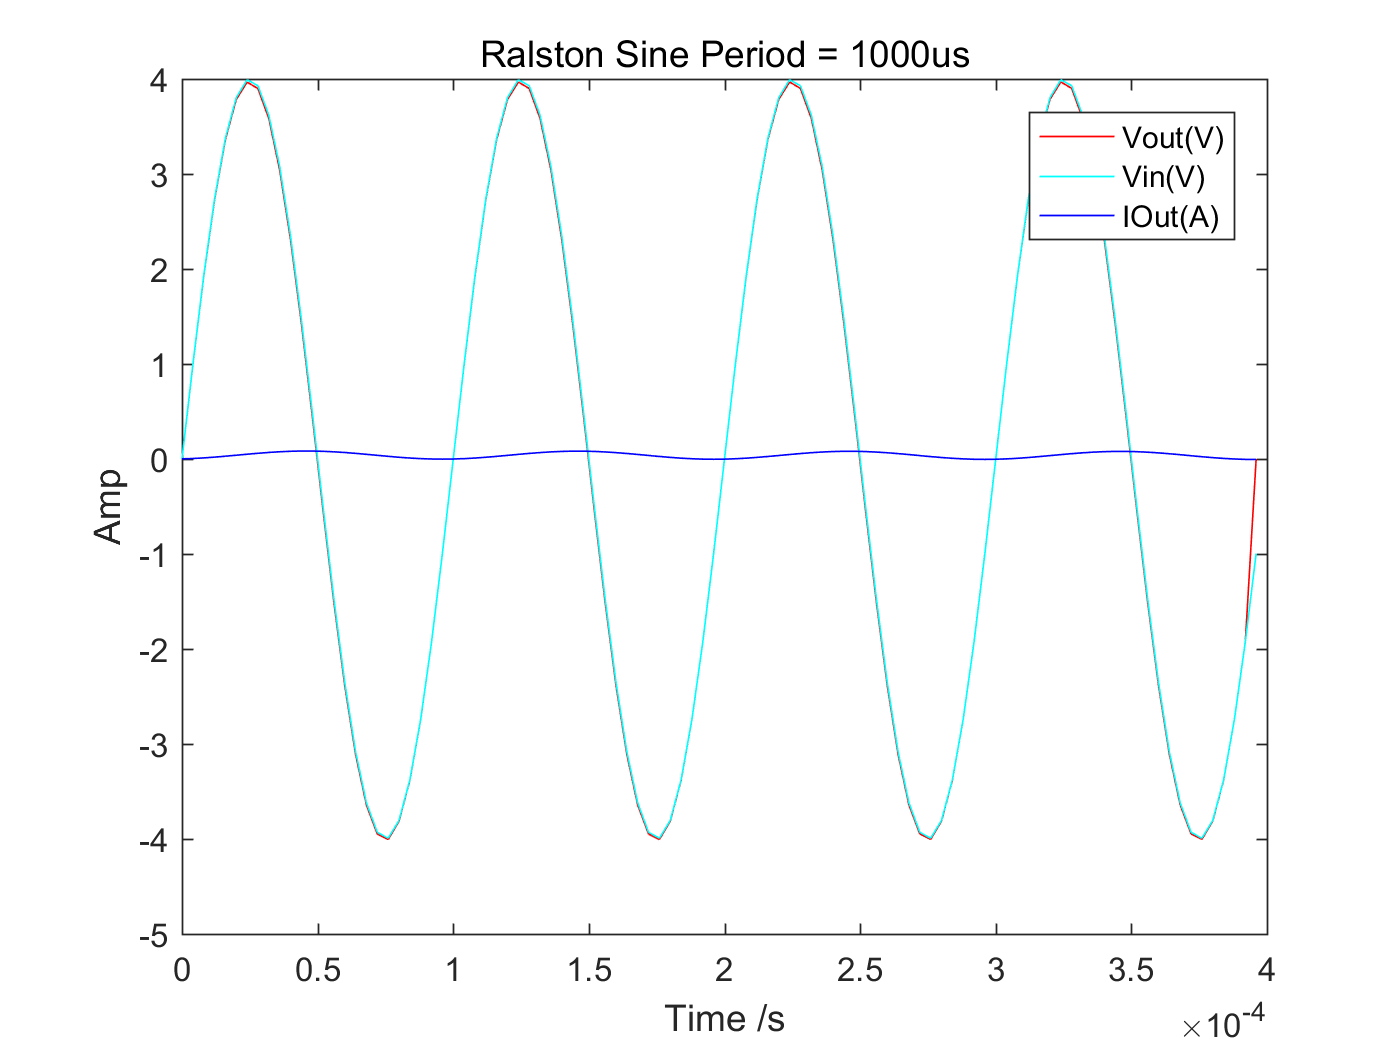 Ralston Sine Period = 1000us
4
3
2
1
0
-1
-2
-3
-4
-5
Amp
Vout(V)
Vin(V)
IOut(A)
0 0.5 1 1.5 2 2.5 3 3.5 4
Time /s
×10-4